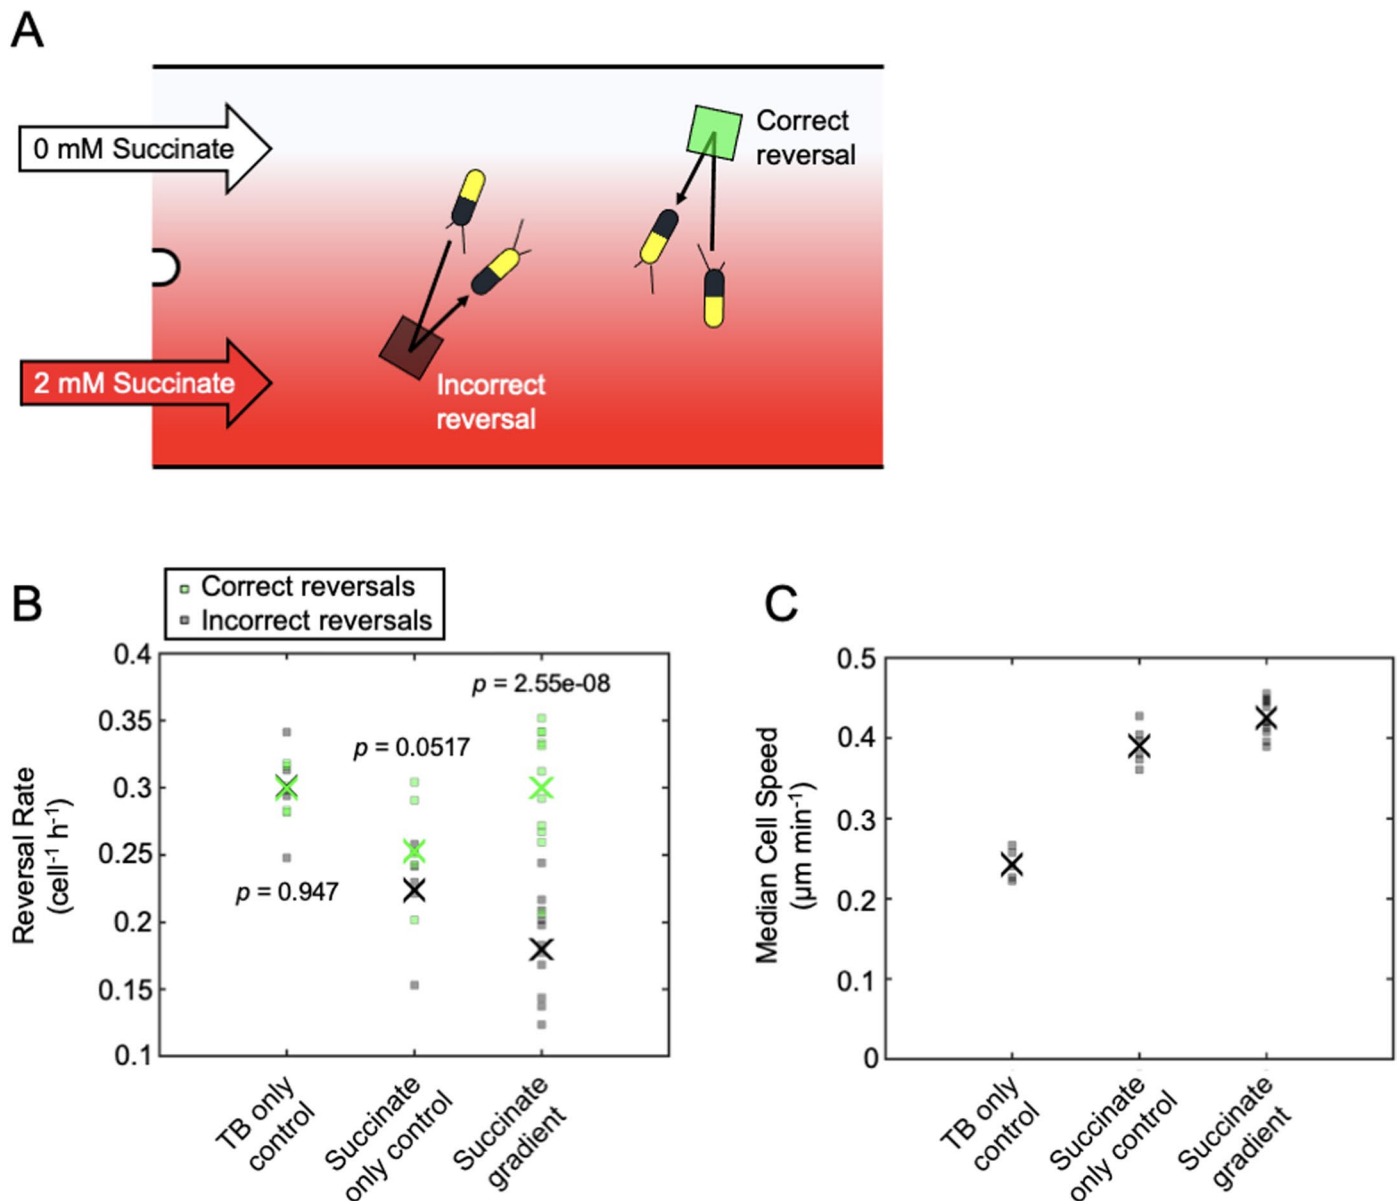 A
0 mM Succinate
Correct
reversal
2 mM Succinate
Incorrect
reversal
B
Correct reversals
Incorrect reversals
0.4
0.35
0.3
0.25
0.2
0.15
0.1
Reversal Rate
(cell⁻¹ h⁻¹)
p = 0.947
p = 0.0517
p = 2.55e-08
TB only
control
Succinate
only control
Succinate
gradient
C
0.5
0.4
0.3
0.2
0.1
0
Median Cell Speed
(µm min⁻¹)
TB only
control
Succinate
only control
Succinate
gradient